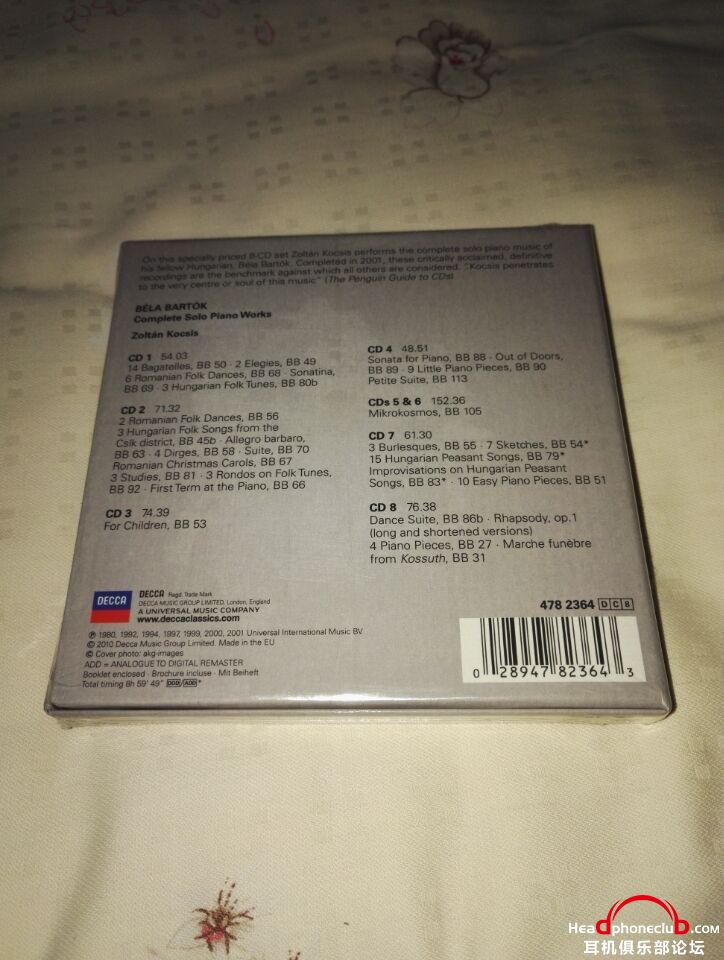 On this specially priced 8-CD set Zoltán Kocsis performs the complete solo piano music of
his fellow Hungarian, Béla Bartók. Completed in 2001, these critically acclaimed, definitive
recordings are the benchmark against which all others are considered. "Kocsis penetrates
to the very centre or soul of this music" (The Penguin Guide to CDs)
BÉLA BARTÓK
Complete Solo Piano Works
Zoltán Kocsis
CD 1 54.03
14 Bagatelles, BB 50 · 2 Elegies, BB 49
6 Romanian Folk Dances, BB 68 · Sonatina,
BB 69 · 3 Hungarian Folk Tunes, BB 80b
CD 2 71.32
2 Romanian Folk Dances, BB 56
3 Hungarian Folk Songs from the
Csík district, BB 45b · Allegro barbaro,
BB 63 · 4 Dirges, BB 58 · Suite, BB 70
Romanian Christmas Carols, BB 67
3 Studies, BB 81 · 3 Rondos on Folk Tunes,
BB 92 · First Term at the Piano, BB 66
CD 3 74.39
For Children, BB 53
CD 4 48.51
Sonata for Piano, BB 88 · Out of Doors,
BB 89 · 9 Little Piano Pieces, BB 90
Petite Suite, BB 113
CDs 5 & 6 152.36
Mikrokosmos, BB 105
CD 7 61.30
3 Burlesques, BB 55 · 7 Sketches, BB 54*
15 Hungarian Peasant Songs, BB 79*
Improvisations on Hungarian Peasant
Songs, BB 83* · 10 Easy Piano Pieces, BB 51
CD 8 76.38
Dance Suite, BB 86b · Rhapsody, op.1
(long and shortened versions)
4 Piano Pieces, BB 27 · Marche funèbre
from Kossuth, BB 31
DECCA
DECCA Regd. Trade Mark
DECCA MUSIC GROUP LIMITED, London, England
A UNIVERSAL MUSIC COMPANY
www.deccaclassics.com
℗ 1980, 1992, 1994, 1997, 1999, 2000, 2001 Universal International Music BV
© 2010 Decca Music Group Limited. Made in the EU
© Cover photo: akg-images
ADD = ANALOGUE TO DIGITAL REMASTER
Booklet enclosed · Brochure incluse · Mit Beiheft
Total timing 8h 59' 49" DDD/ADD*
478 2364 D C 8
0 28947 82364 3
HeadphoneclubD.com
耳机俱乐部论坛